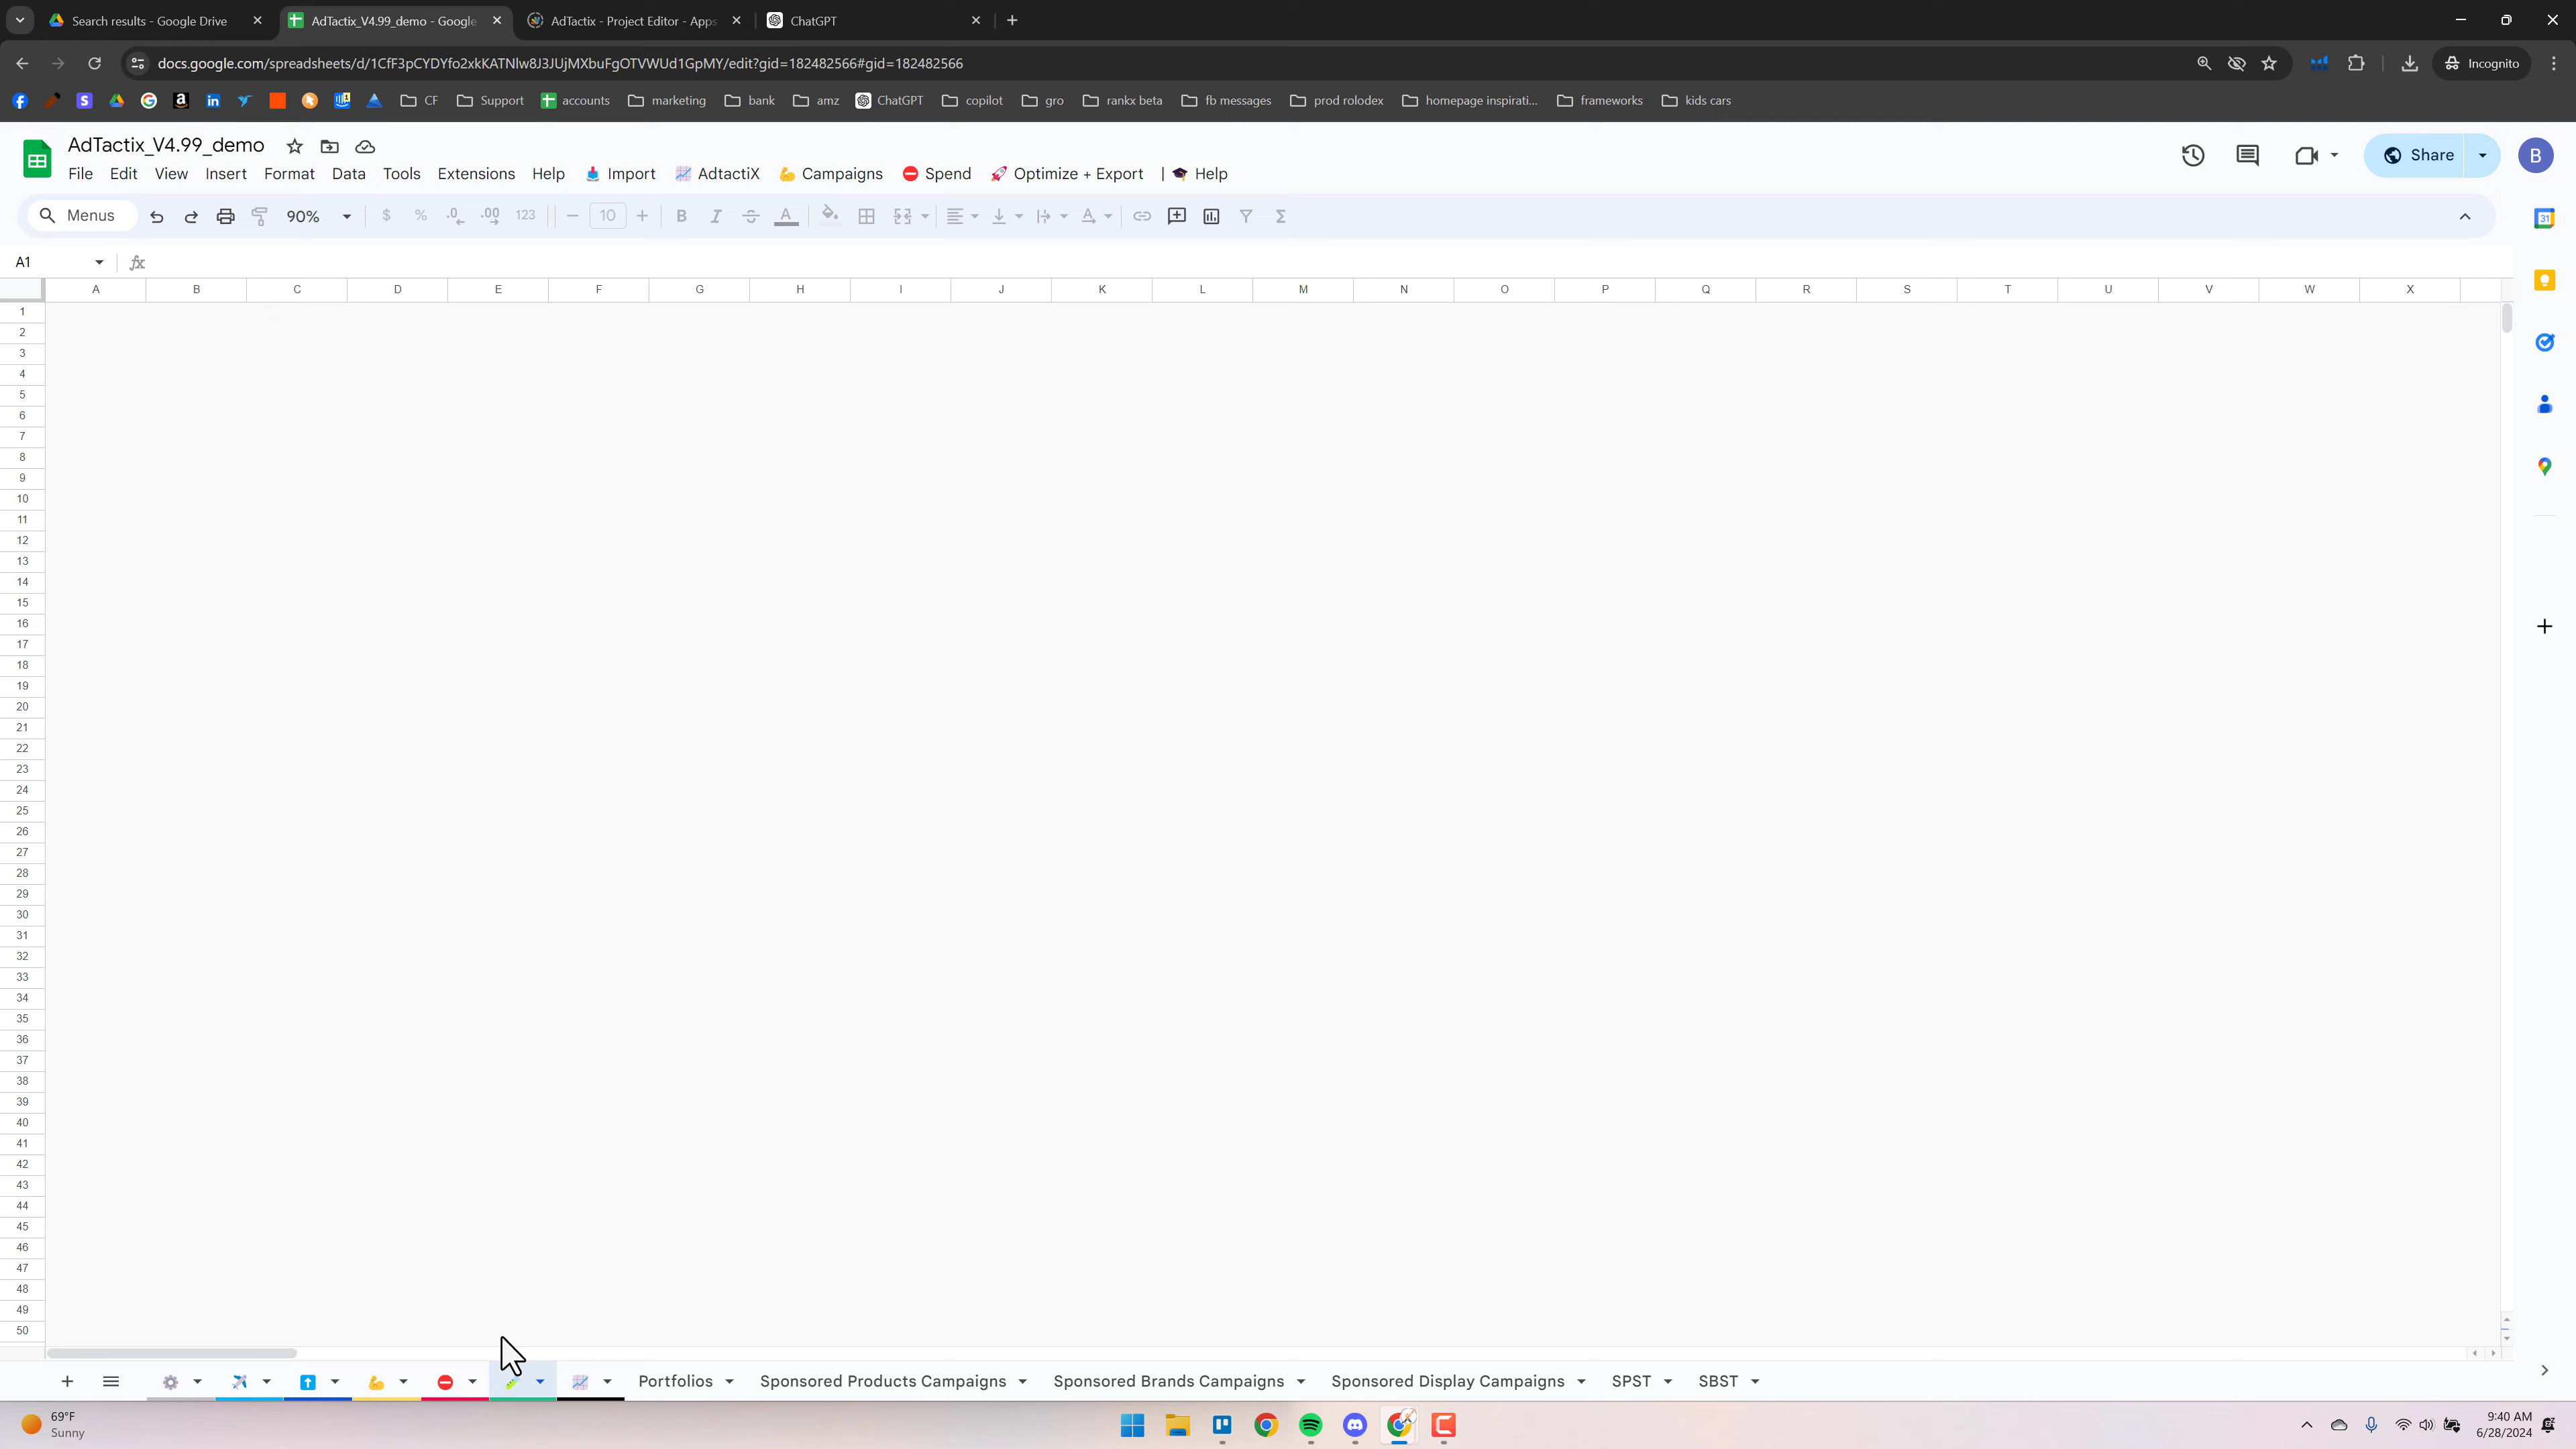 Search results - Google Drive
AdTactix_V4.99_demo - Google
AdTactix - Project Editor - Apps
ChatGPT
docs.google.com/spreadsheets/d/1CfF3pCYDYfo2xkKATNlw8J3JUjMXbuFgOTVWUd1GpMY/edit?gid=182482566#gid=182482566
Incognito
CF
Support
accounts
marketing
bank
amz
ChatGPT
copilot
gro
rankx beta
fb messages
prod rolodex
homepage inspirati...
frameworks
kids cars
AdTactix_V4.99_demo
File Edit View Insert Format Data Tools Extensions Help Import AdtactiX Campaigns Spend Optimize + Export | Help
Share
B
Menus
90%
$ % .0 .00 123
10
B I A
31
A1
fx
A B C D E F G H I J K L M N O P Q R S T U V W X
1
2
3
4
5
6
7
8
9
10
11
12
13
14
15
16
17
18
19
20
21
22
23
24
25
26
27
28
29
30
31
32
33
34
35
36
37
38
39
40
41
42
43
44
45
46
47
48
49
50
Portfolios
Sponsored Products Campaigns
Sponsored Brands Campaigns
Sponsored Display Campaigns
SPST
SBST
69°F
Sunny
9:40 AM
6/28/2024